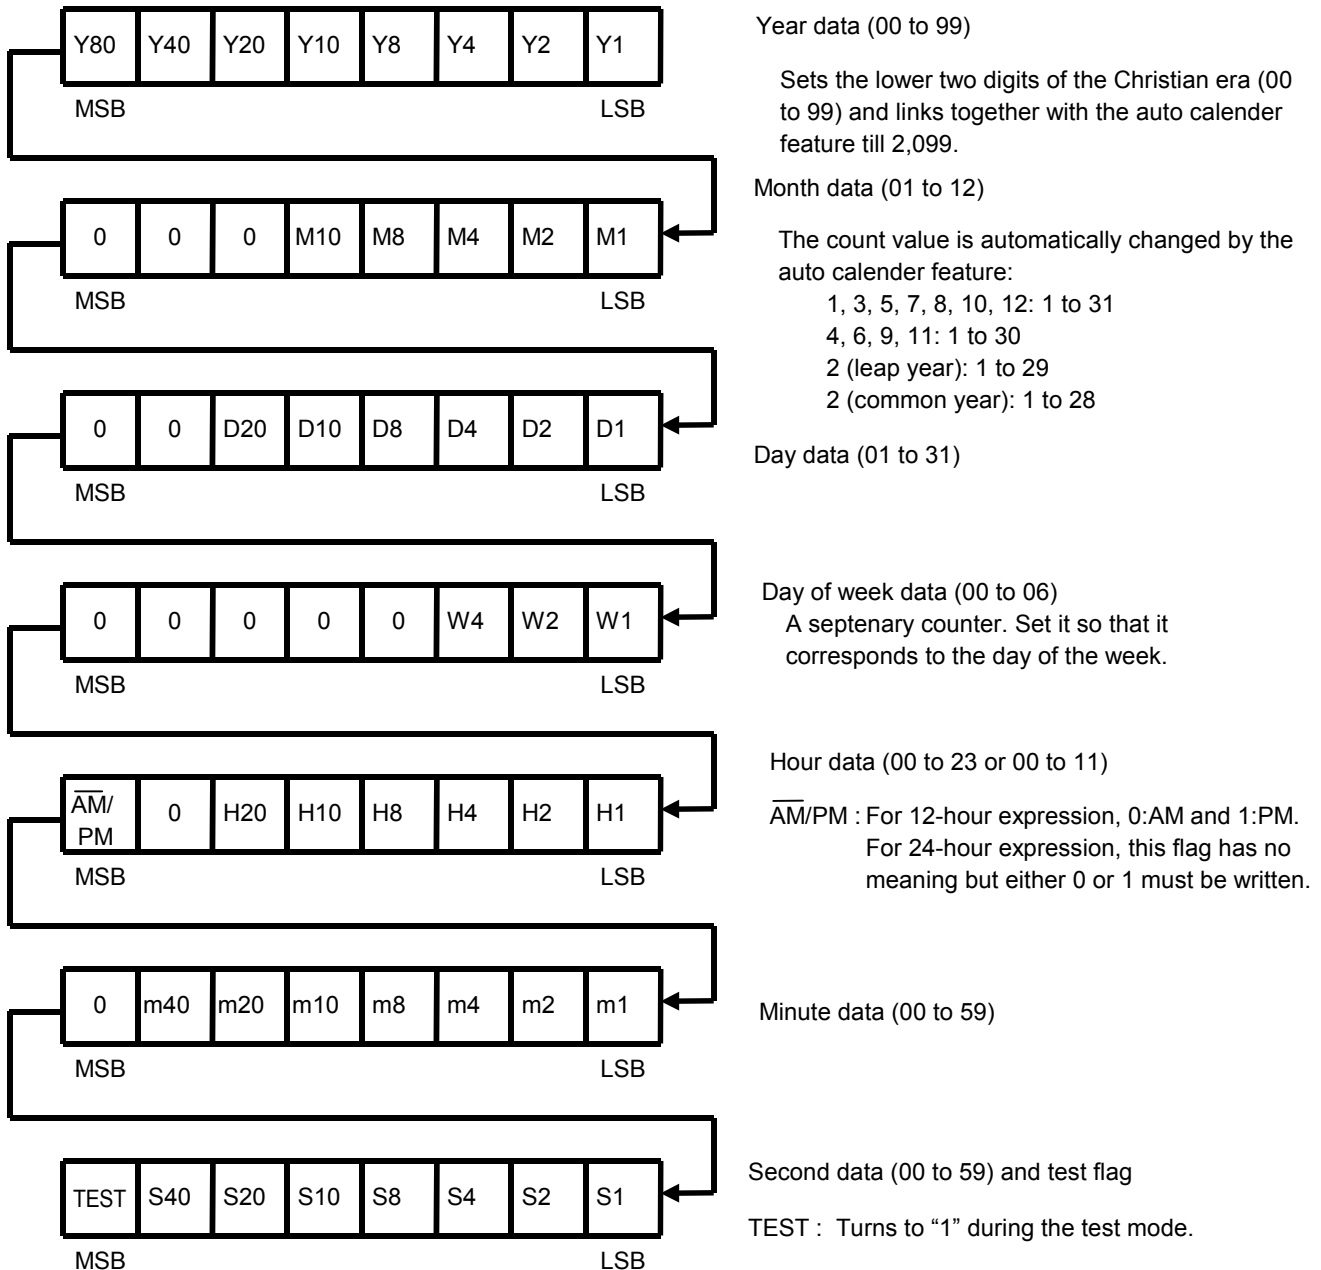 Y80 Y40 Y20 Y10 Y8 Y4 Y2 Y1
MSB LSB
Year data (00 to 99)
Sets the lower two digits of the Christian era (00
to 99) and links together with the auto calender
feature till 2,099.
0 0 0 M10 M8 M4 M2 M1
MSB LSB
Month data (01 to 12)
The count value is automatically changed by the
auto calender feature:
1, 3, 5, 7, 8, 10, 12: 1 to 31
4, 6, 9, 11: 1 to 30
2 (leap year): 1 to 29
2 (common year): 1 to 28
0 0 D20 D10 D8 D4 D2 D1
MSB LSB
Day data (01 to 31)
0 0 0 0 0 W4 W2 W1
MSB LSB
Day of week data (00 to 06)
A septenary counter. Set it so that it
corresponds to the day of the week.
A̅M̅/
PM 0 H20 H10 H8 H4 H2 H1
MSB LSB
Hour data (00 to 23 or 00 to 11)
A̅M̅/PM : For 12-hour expression, 0:AM and 1:PM.
For 24-hour expression, this flag has no
meaning but either 0 or 1 must be written.
0 m40 m20 m10 m8 m4 m2 m1
MSB LSB
Minute data (00 to 59)
TEST S40 S20 S10 S8 S4 S2 S1
MSB LSB
Second data (00 to 59) and test flag
TEST : Turns to “1” during the test mode.